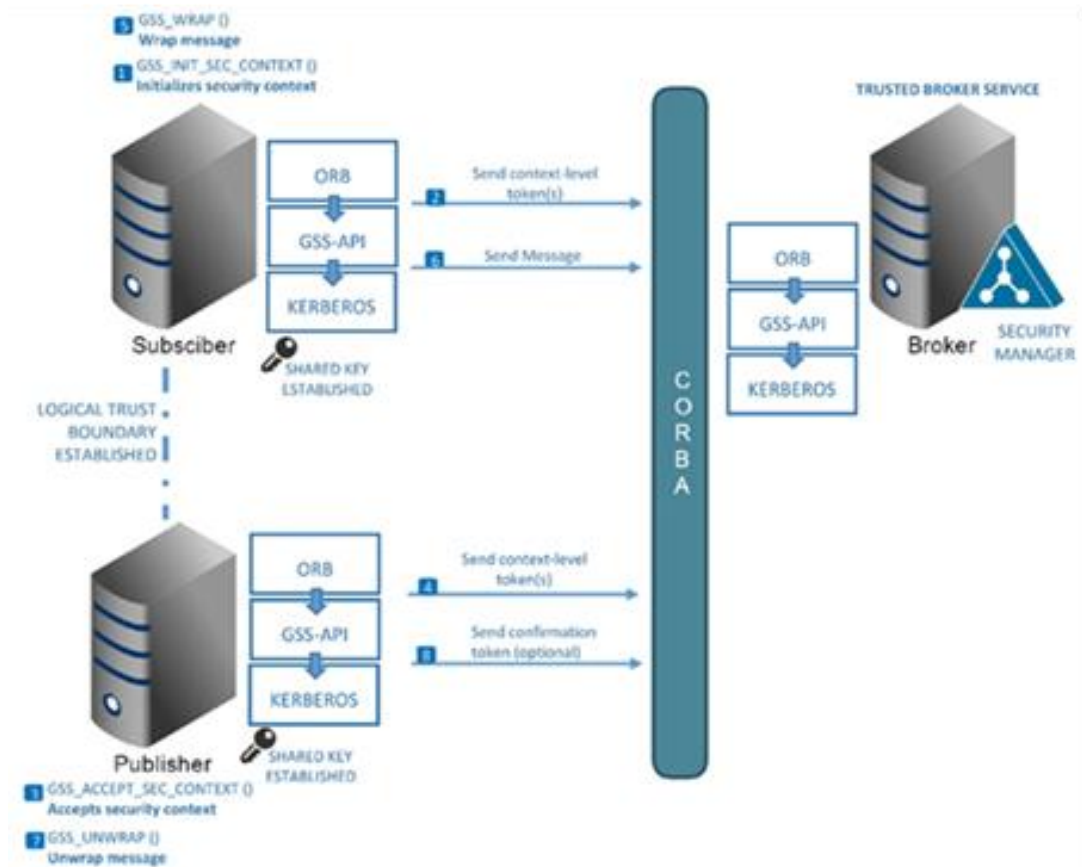 5 GSS_WRAP ()
Wrap message
1 GSS_INIT_SEC_CONTEXT ()
Initializes security context
ORB
GSS-API
KERBEROS
Subsciber
SHARED KEY
ESTABLISHED
2 Send context-level
token(s)
6 Send Message
LOGICAL TRUST
BOUNDARY
ESTABLISHED
CORBA
TRUSTED BROKER SERVICE
ORB
GSS-API
KERBEROS
Broker
SECURITY
MANAGER
ORB
GSS-API
KERBEROS
Publisher
SHARED KEY
ESTABLISHED
4 Send context-level
token(s)
8 Send confirmation
token (optional)
3 GSS_ACCEPT_SEC_CONTEXT ()
Accepts security context
7 GSS_UNWRAP ()
Unwrap message